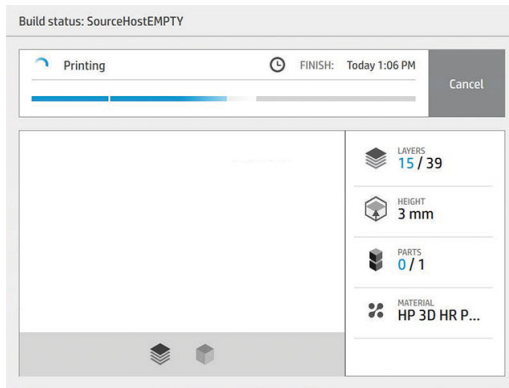 Build status: SourceHostEMPTY
Printing
FINISH: Today 1:06 PM
Cancel
LAYERS
15 / 39
HEIGHT
3 mm
PARTS
0 / 1
MATERIAL
HP 3D HR P...